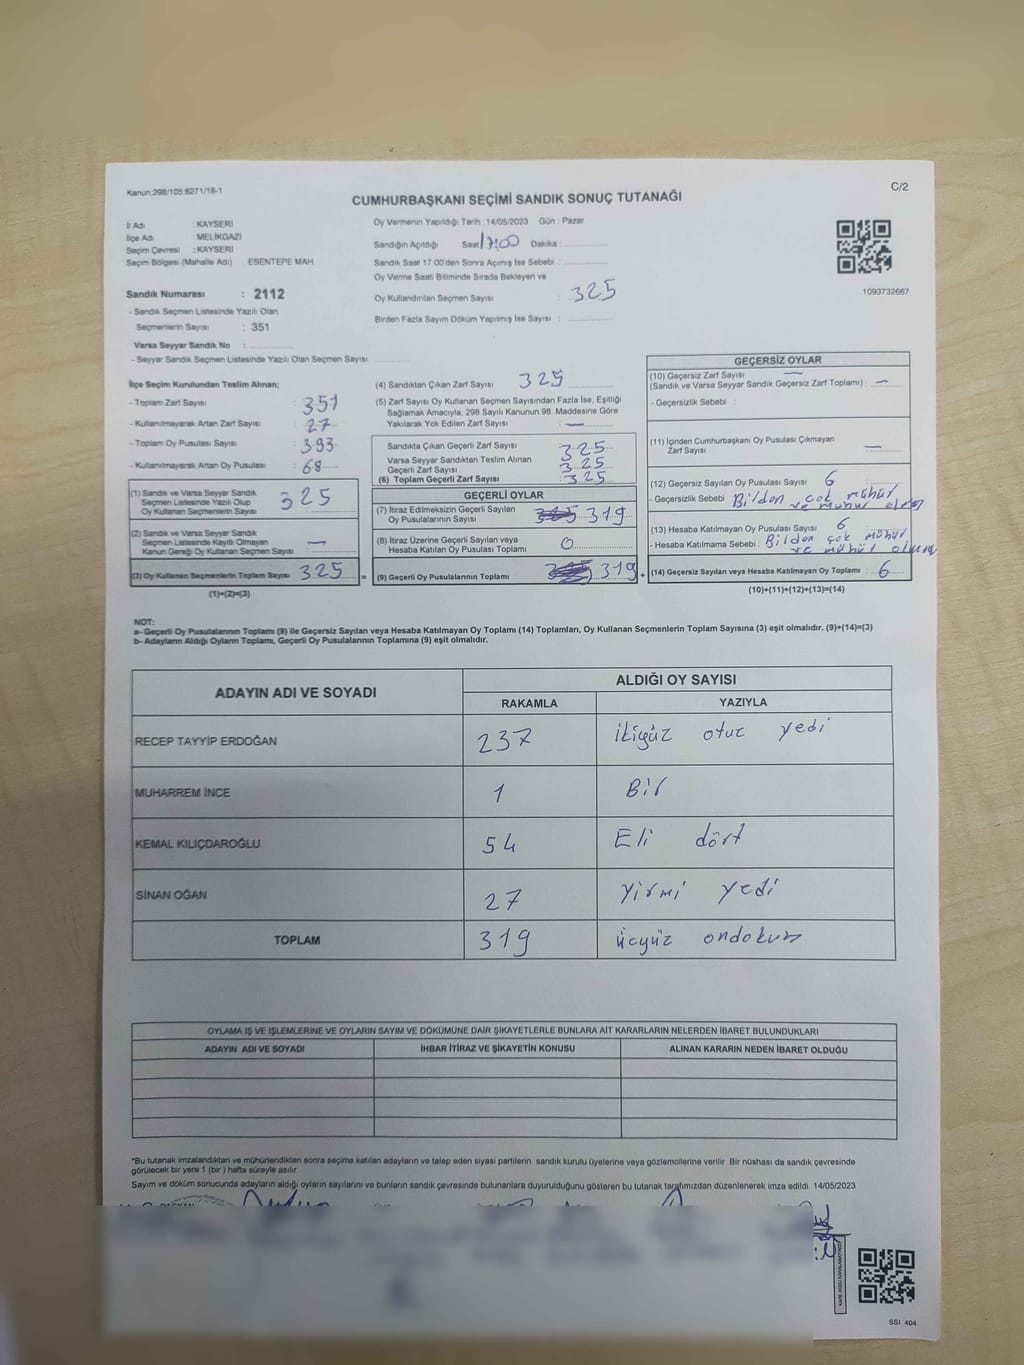 Kanun:298/105;6271/18-1
C/2
CUMHURBAŞKANI SEÇİMİ SANDIK SONUÇ TUTANAĞI
İl Adı : KAYSERİ
İlçe Adı : MELİKGAZİ
Seçim Çevresi : KAYSERİ
Seçim Bölgesi (Mahalle Adı) : ESENTEPE MAH.
Sandık Numarası : 2112
- Sandık Seçmen Listesinde Yazılı Olan
Seçmenlerin Sayısı : 351
Varsa Seyyar Sandık No :
- Seyyar Sandık Seçmen Listesinde Yazılı Olan Seçmen Sayısı
Oy Vermenin Yapıldığı Tarih : 14/05/2023 Gün : Pazar
Sandığın Açıldığı Saat 17:00 Dakika :
Sandık Saat 17:00'den Sonra Açımış İse Sebebi :
Oy Verme Saati Bitiminde Sırada Bekleyen ve
Oy Kullandırılan Seçmen Sayısı : 325
Birden Fazla Sayım Döküm Yapılmış İse Sayısı :
1093732667
İlçe Seçim Kurulundan Teslim Alınan;
- Toplam Zarf Sayısı : 351
- Kullanılmayarak Artan Zarf Sayısı : 27
- Toplam Oy Pusulası Sayısı : 393
- Kullanılmayarak Artan Oy Pusulası : 68
(1) Sandık ve Varsa Seyyar Sandık
Seçmen Listesinde Yazılı Olup
Oy Kullanan Seçmenlerin Sayısı : 325
(2) Sandık ve Varsa Seyyar Sandık
Seçmen Listesinde Kayıtlı Olmayan
Kanun Gereği Oy Kullanan Seçmen Sayısı : —
(3) Oy Kullanan Seçmenlerin Toplam Sayısı : 325 =
(1)+(2)=(3)
(4) Sandıktan Çıkan Zarf Sayısı : 325
(5) Zarf Sayısı Oy Kullanan Seçmen Sayısından Fazla İse, Eşitliği
Sağlamak Amacıyla, 298 Sayılı Kanunun 98. Maddesine Göre
Yakılarak Yok Edilen Zarf Sayısı : —
Sandıkta Çıkan Geçerli Zarf Sayısı : 325
Varsa Seyyar Sandıktan Teslim Alınan
Geçerli Zarf Sayısı : 325
(6) Toplam Geçerli Zarf Sayısı : 325
GEÇERLİ OYLAR
(7) İtiraz Edilmeksizin Geçerli Sayılan
Oy Pusulalarının Sayısı : 319
(8) İtiraz Üzerine Geçerli Sayılan veya
Hesaba Katılan Oy Pusulası Toplamı : 0
(9) Geçerli Oy Pusulalarının Toplamı : 319 +
GEÇERSİZ OYLAR
(10) Geçersiz Zarf Sayısı —
(Sandık ve Varsa Seyyar Sandık Geçersiz Zarf Toplamı) : —
- Geçersizlik Sebebi :
(11) İçinden Cumhurbaşkanı Oy Pusulası Çıkmayan
Zarf Sayısı : —
(12) Geçersiz Sayılan Oy Pusulası Sayısı : 6
- Geçersizlik Sebebi : Birden çok mühür
ve mühür
(13) Hesaba Katılmayan Oy Pusulası Sayısı : 6
- Hesaba Katılmama Sebebi : Birden çok mühür
ve mühür
(14) Geçersiz Sayılan veya Hesaba Katılmayan Oy Toplamı : 6
(10)+(11)+(12)+(13)=(14)
NOT:
a- Geçerli Oy Pusulalarının Toplamı (9) ile Geçersiz Sayılan veya Hesaba Katılmayan Oy Toplamı (14) Toplamları, Oy Kullanan Seçmenlerin Toplam Sayısına (3) eşit olmalıdır. (9)+(14)=(3)
b- Adayların Aldığı Oyların Toplamı, Geçerli Oy Pusulalarının Toplamına (9) eşit olmalıdır.
ADAYIN ADI VE SOYADI ALDIĞI OY SAYISI
RAKAMLA YAZIYLA
RECEP TAYYİP ERDOĞAN 237 ikiyüz otuz yedi
MUHARREM İNCE 1 Bir
KEMAL KILIÇDAROĞLU 54 Eli dört
SİNAN OĞAN 27 Yirmi yedi
TOPLAM 319 üçyüz ondokuz
OYLAMA İŞ VE İŞLEMLERİNE VE OYLARIN SAYIM VE DÖKÜMÜNE DAİR ŞİKAYETLERLE BUNLARA AİT KARARLARIN NELERDEN İBARET BULUNDUKLARI
ADAYIN ADI VE SOYADI İHBAR İTİRAZ VE ŞİKAYETİN KONUSU ALINAN KARARIN NEDEN İBARET OLDUĞU
*Bu tutanak imzalandıktan ve mühürlendikten sonra seçime katılan adayların ve talep eden siyasi partilerin sandık kurulu üyelerine veya gözlemcilerine verilir. Bir nüshası da sandık çevresinde
görülecek bir yere 1 (bir ) hafta süreyle asılır.
Sayım ve döküm sonucunda adayların aldığı oyların sayılarını ve bunların sandık çevresinde bulunanlara duyurulduğunu gösteren bu tutanak tarafımızdan düzenlenerek imza edildi. 14/05/2023
SSI 404